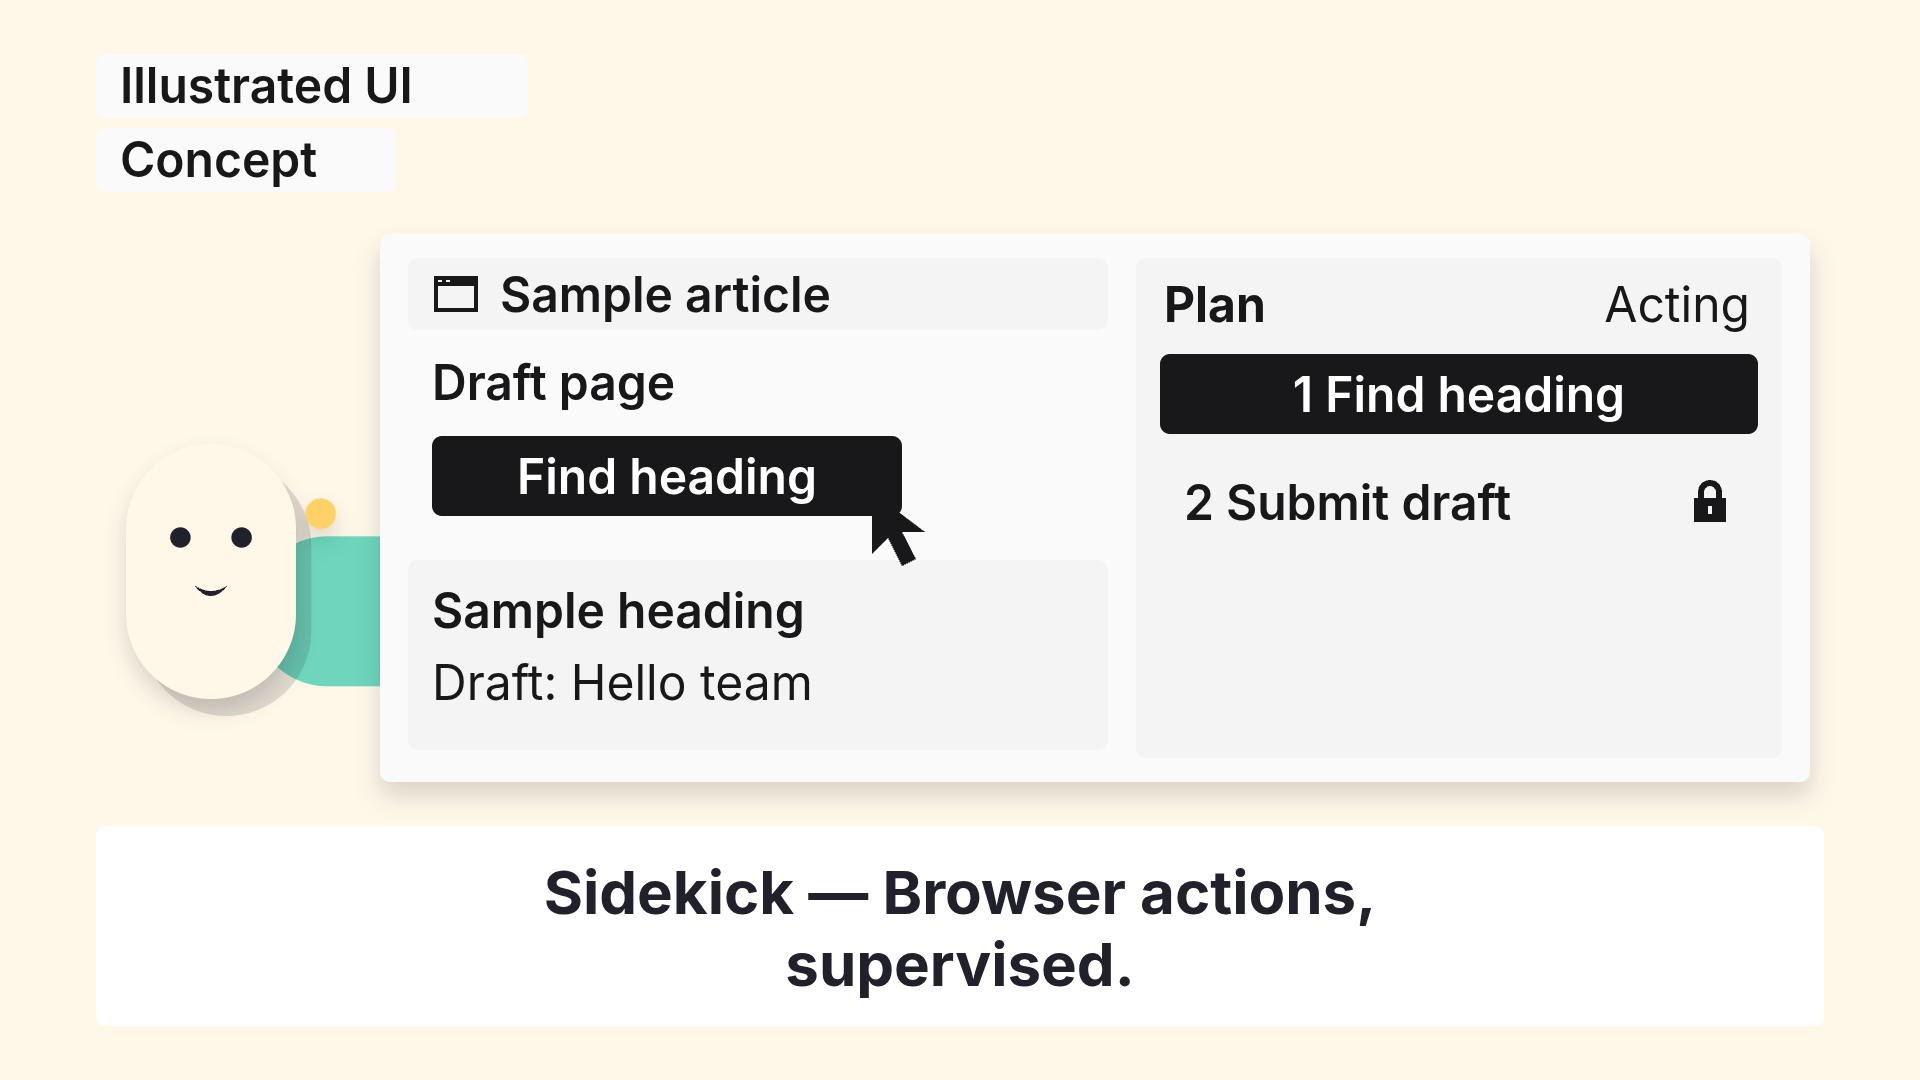 Illustrated UI
Concept
Sample article
Draft page
Find heading
Sample heading
Draft: Hello team
Plan
Acting
1 Find heading
2 Submit draft
Sidekick — Browser actions,
supervised.